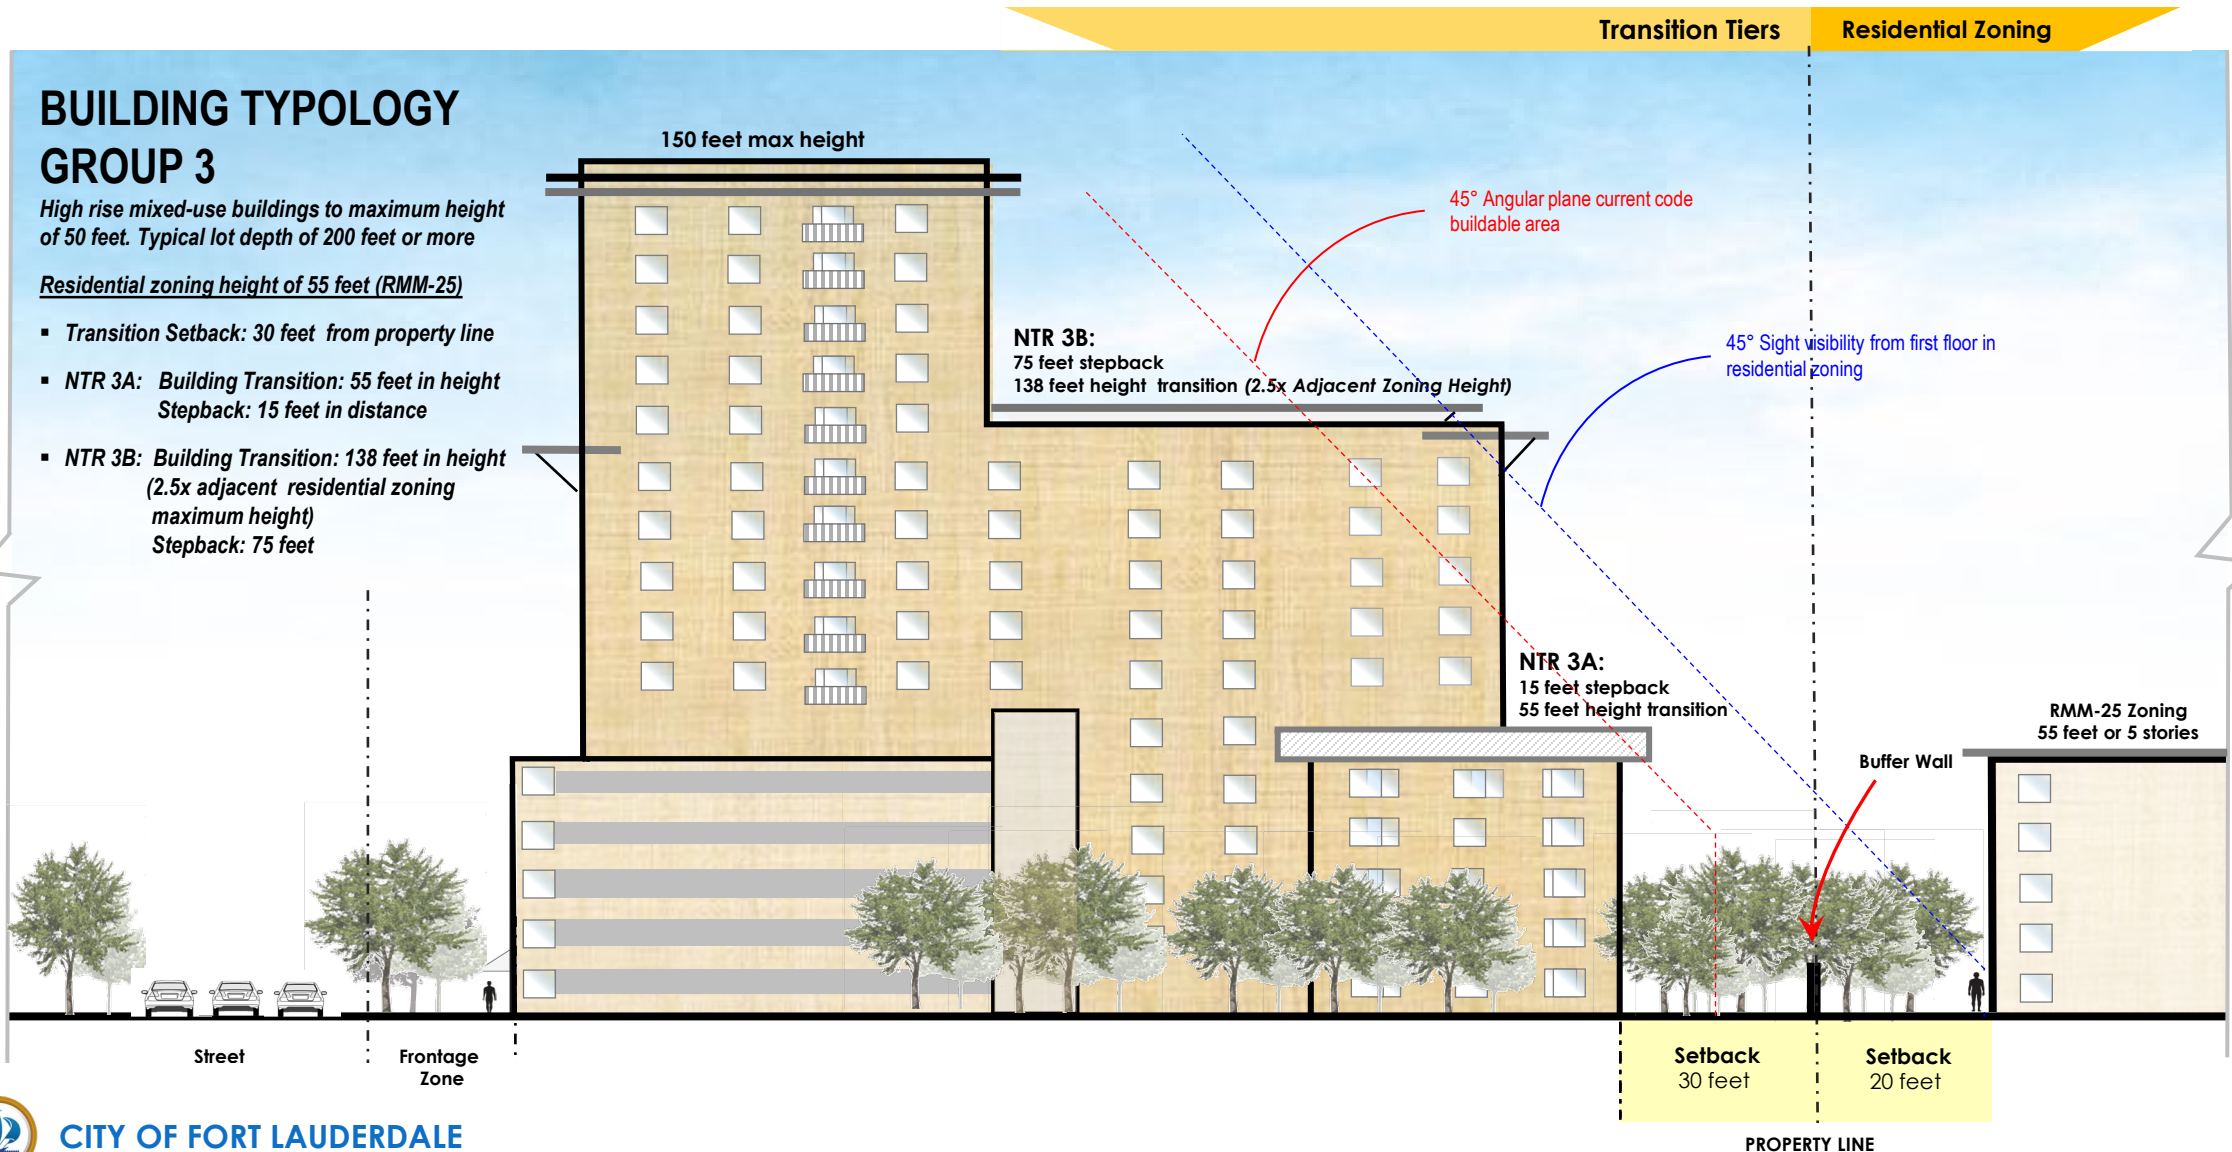 Transition Tiers
Residential Zoning
BUILDING TYPOLOGY
GROUP 3
High rise mixed-use buildings to maximum height
of 50 feet. Typical lot depth of 200 feet or more
Residential zoning height of 55 feet (RMM-25)
▪ Transition Setback: 30 feet from property line
▪ NTR 3A: Building Transition: 55 feet in height
Stepback: 15 feet in distance
▪ NTR 3B: Building Transition: 138 feet in height
(2.5x adjacent residential zoning
maximum height)
Stepback: 75 feet
150 feet max height
45° Angular plane current code
buildable area
NTR 3B:
75 feet stepback
138 feet height transition (2.5x Adjacent Zoning Height)
45° Sight visibility from first floor in
residential zoning
NTR 3A:
15 feet stepback
55 feet height transition
RMM-25 Zoning
55 feet or 5 stories
Buffer Wall
Street
Frontage
Zone
Setback
30 feet
Setback
20 feet
PROPERTY LINE
CITY OF FORT LAUDERDALE